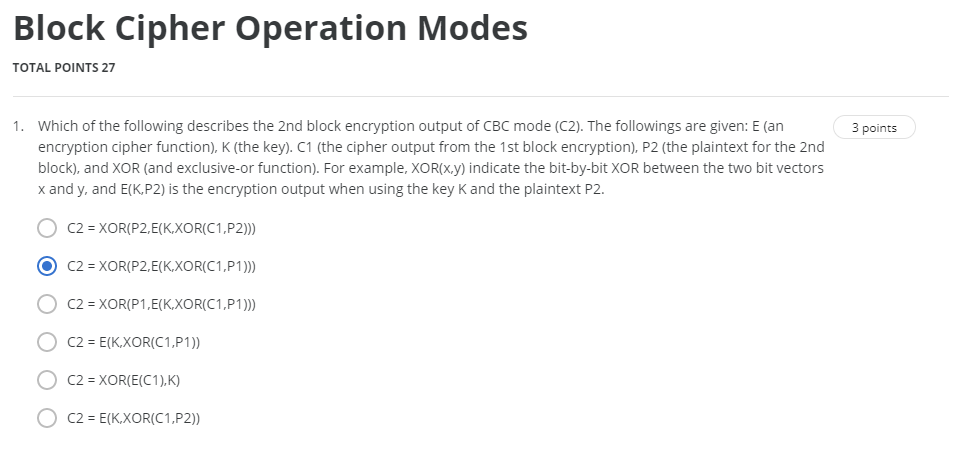 Block Cipher Operation Modes
TOTAL POINTS 27
1. Which of the following describes the 2nd block encryption output of CBC mode (C2). The followings are given: E (an
3 points
encryption cipher function), K (the key). C1 (the cipher output from the 1st block encryption), P2 (the plaintext for the 2nd
block), and XOR (and exclusive-or function). For example, XOR(x,y) indicate the bit-by-bit XOR between the two bit vectors
x and y, and E(K,P2) is the encryption output when using the key K and the plaintext P2.
C2 = XOR(P2,E(K,XOR(C1,P2)))
C2 = XOR(P2,E(K,XOR(C1,P1)))
C2 = XOR(P1,E(K,XOR(C1,P1)))
C2 = E(K,XOR(C1,P1))
C2 = XOR(E(C1),K)
C2 = E(K,XOR(C1,P2))